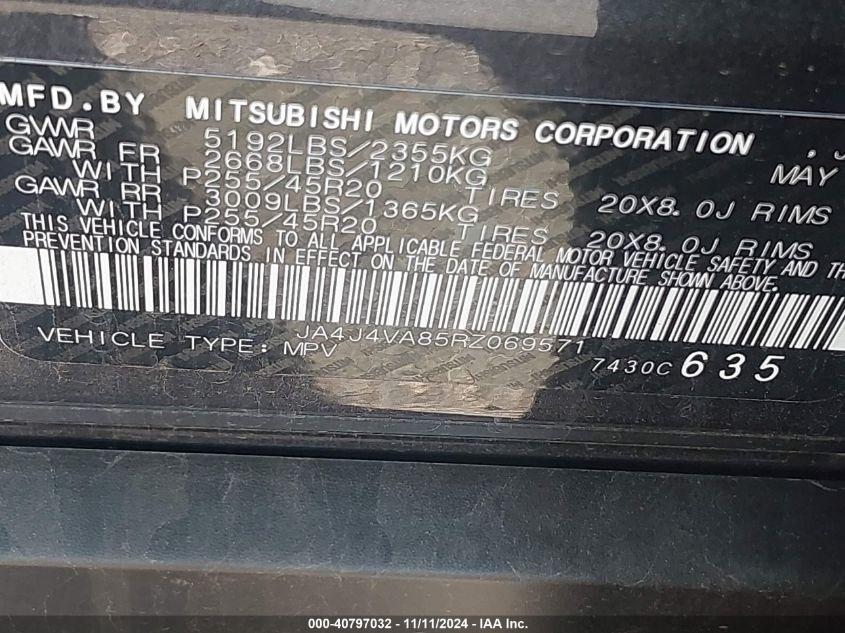 MFD.BY MITSUBISHI MOTORS CORPORATION
GVWR 5192LBS/2355KG MAY
GAWR FR 2668LBS/1210KG
WITH P255/45R20 TIRES 20X8.0J RIMS
GAWR RR 3009LBS/1365KG
WITH P255/45R20 TIRES 20X8.0J RIMS
THIS VEHICLE CONFORMS TO ALL APPLICABLE FEDERAL MOTOR VEHICLE SAFETY AND
PREVENTION STANDARDS IN EFFECT ON THE DATE OF MANUFACTURE SHOWN ABOVE.
JA4J4VA85RZ069571
VEHICLE TYPE: MPV 7430C 635
000-40797032 - 11/11/2024 - IAA Inc.